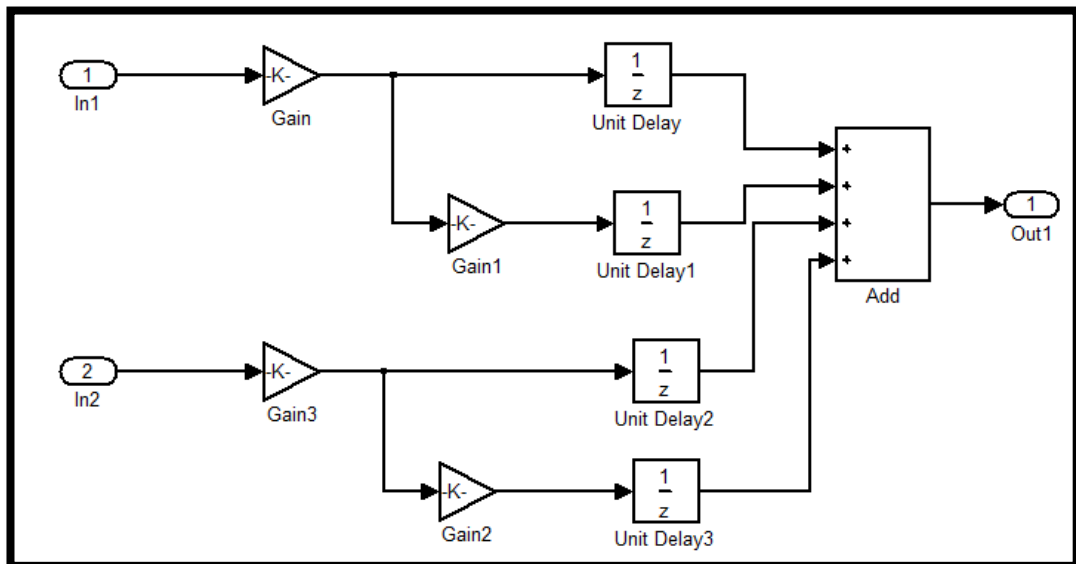 1
In1
-K-
Gain
1
z
Unit Delay
-K-
Gain1
1
z
Unit Delay1
+
+
+
+
Add
1
Out1
2
In2
-K-
Gain3
1
z
Unit Delay2
-K-
Gain2
1
z
Unit Delay3